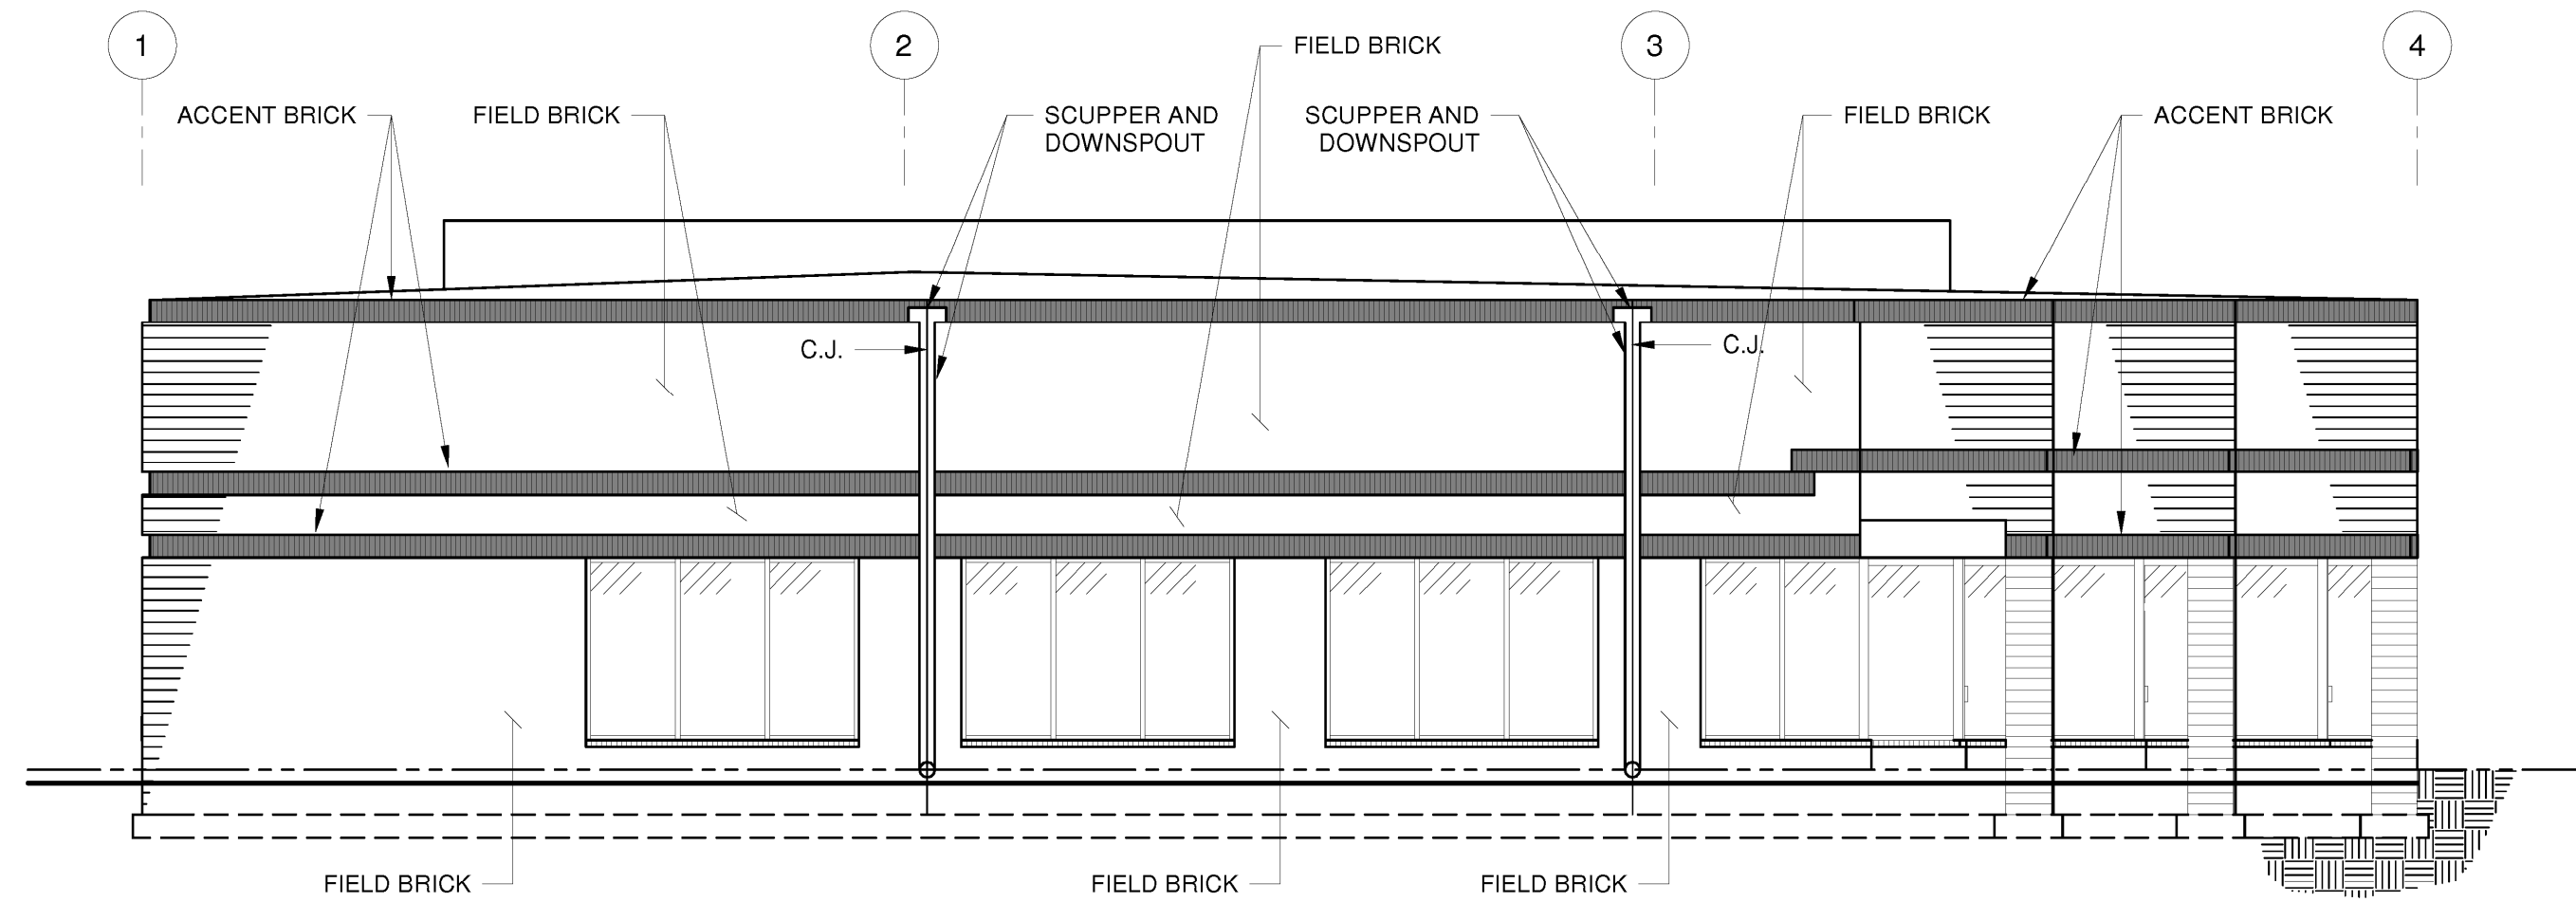 1
2
3
4
FIELD BRICK
ACCENT BRICK
FIELD BRICK
SCUPPER AND
DOWNSPOUT
SCUPPER AND
DOWNSPOUT
FIELD BRICK
ACCENT BRICK
C.J.
C.J.
FIELD BRICK
FIELD BRICK
FIELD BRICK